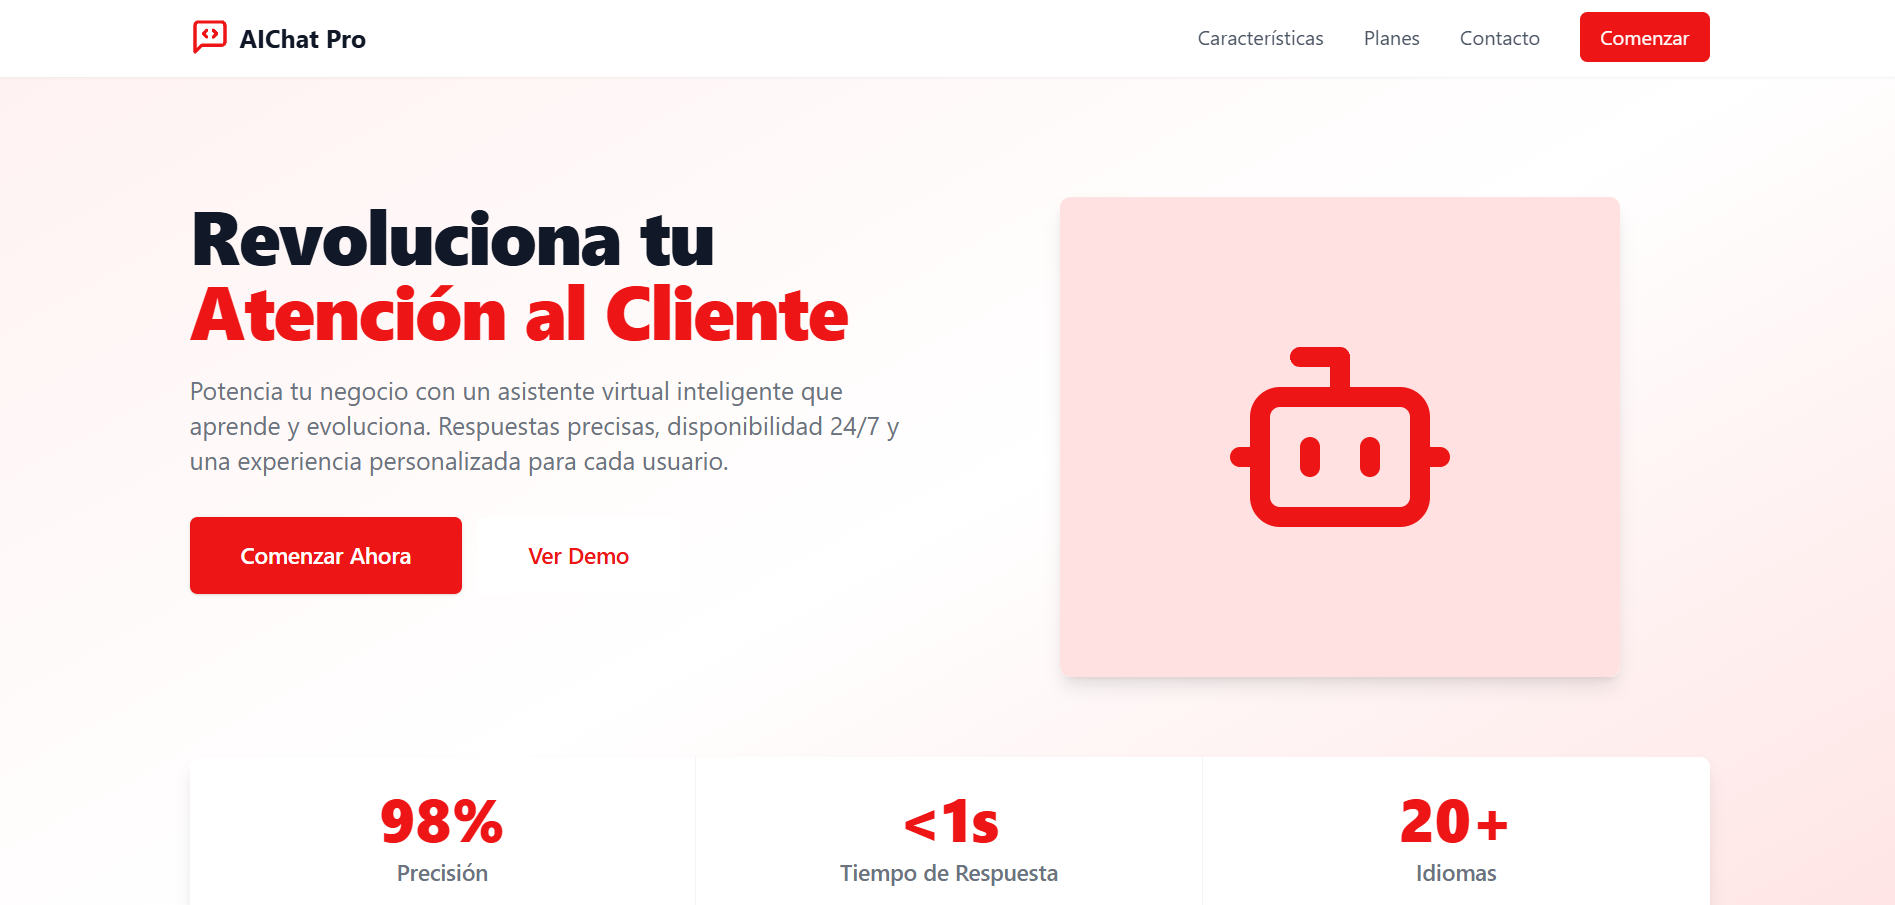 AIChat Pro
Características
Planes
Contacto
Comenzar
Revoluciona tu
Atención al Cliente
Potencia tu negocio con un asistente virtual inteligente que
aprende y evoluciona. Respuestas precisas, disponibilidad 24/7 y
una experiencia personalizada para cada usuario.
Comenzar Ahora
Ver Demo
98%
Precisión
<1s
Tiempo de Respuesta
20+
Idiomas